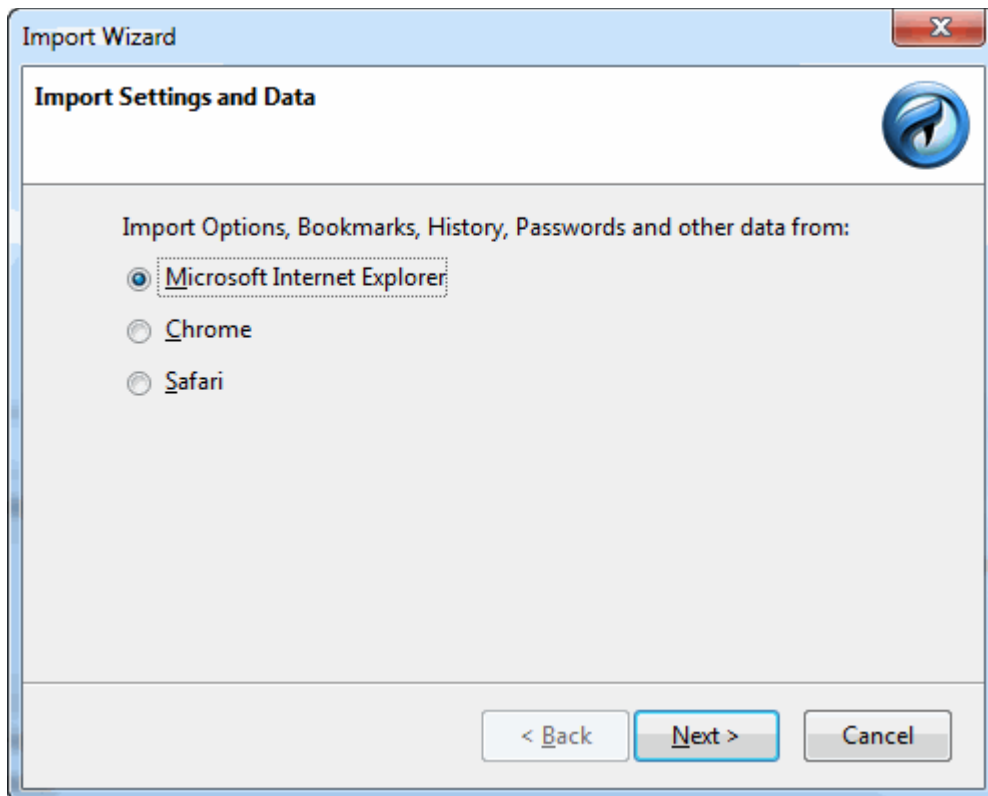 Import Wizard
Import Settings and Data
Import Options, Bookmarks, History, Passwords and other data from:
Microsoft Internet Explorer
Chrome
Safari
< Back Next > Cancel